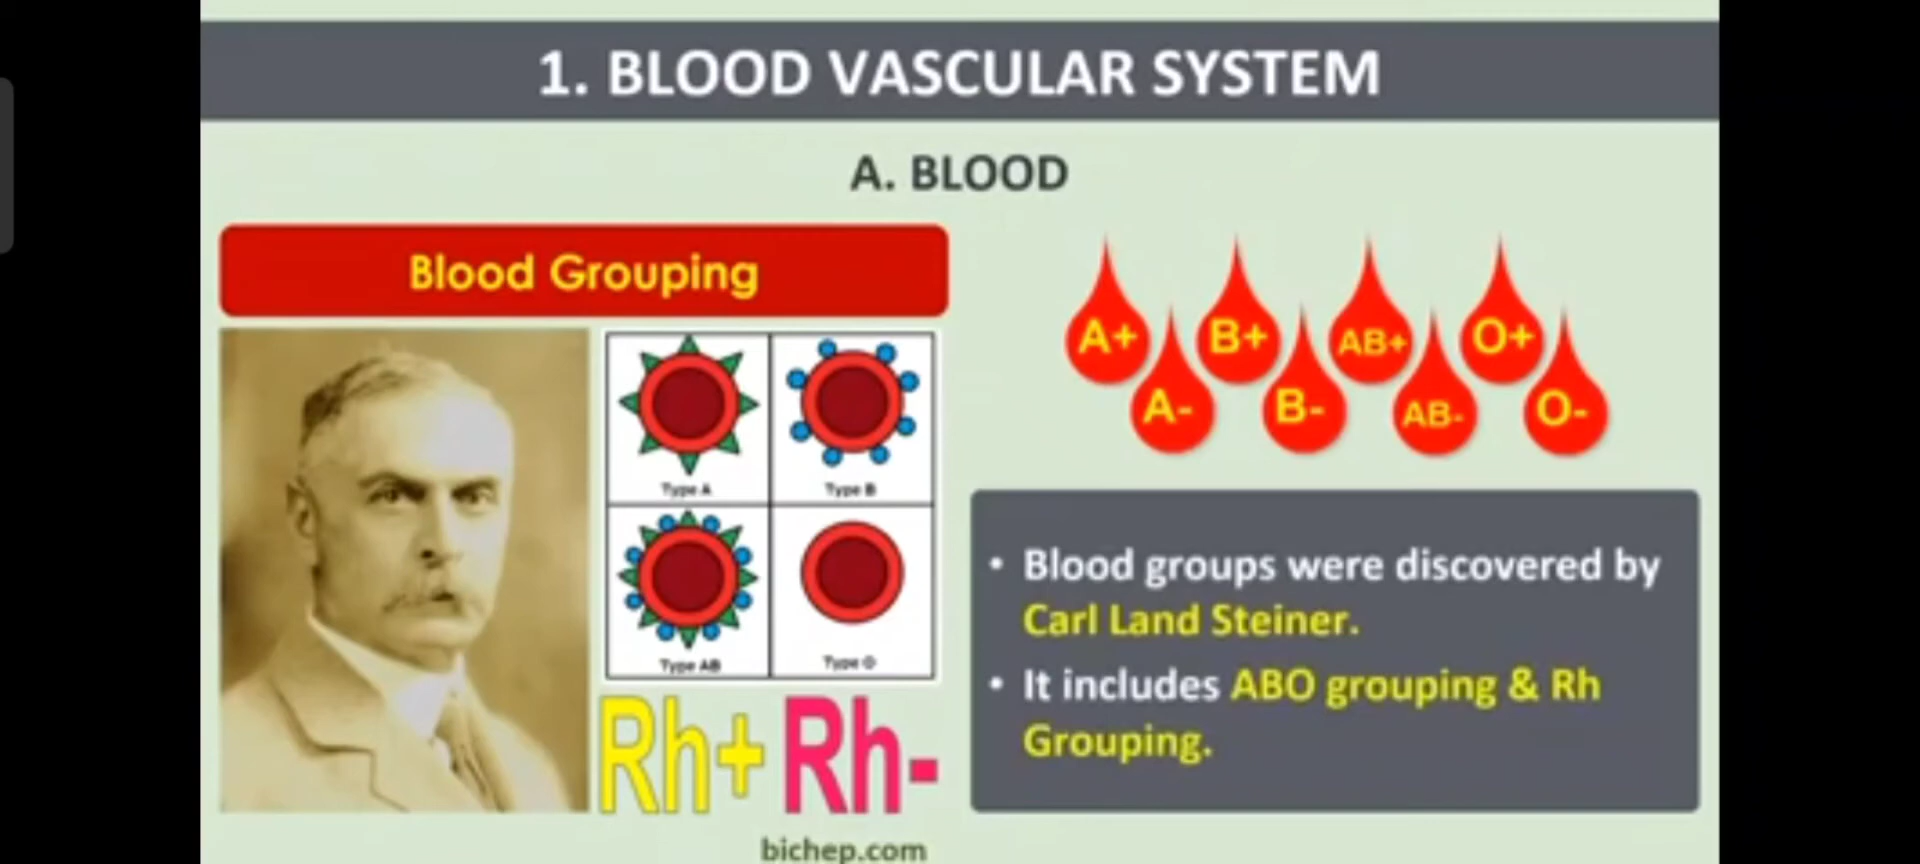 1. BLOOD VASCULAR SYSTEM
A. BLOOD
Blood Grouping
Type A
Type B
Type AB
Type O
Rh+ Rh-
A+ B+ AB+ O+
A- B- AB- O-
• Blood groups were discovered by
Carl Land Steiner.
• It includes ABO grouping & Rh
Grouping.
bichep.com